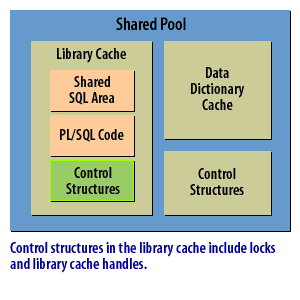 Shared Pool
Library Cache
Shared
SQL Area
PL/SQL Code
Control
Structures
Data
Dictionary
Cache
Control
Structures
Control structures in the library cache include locks
and library cache handles.